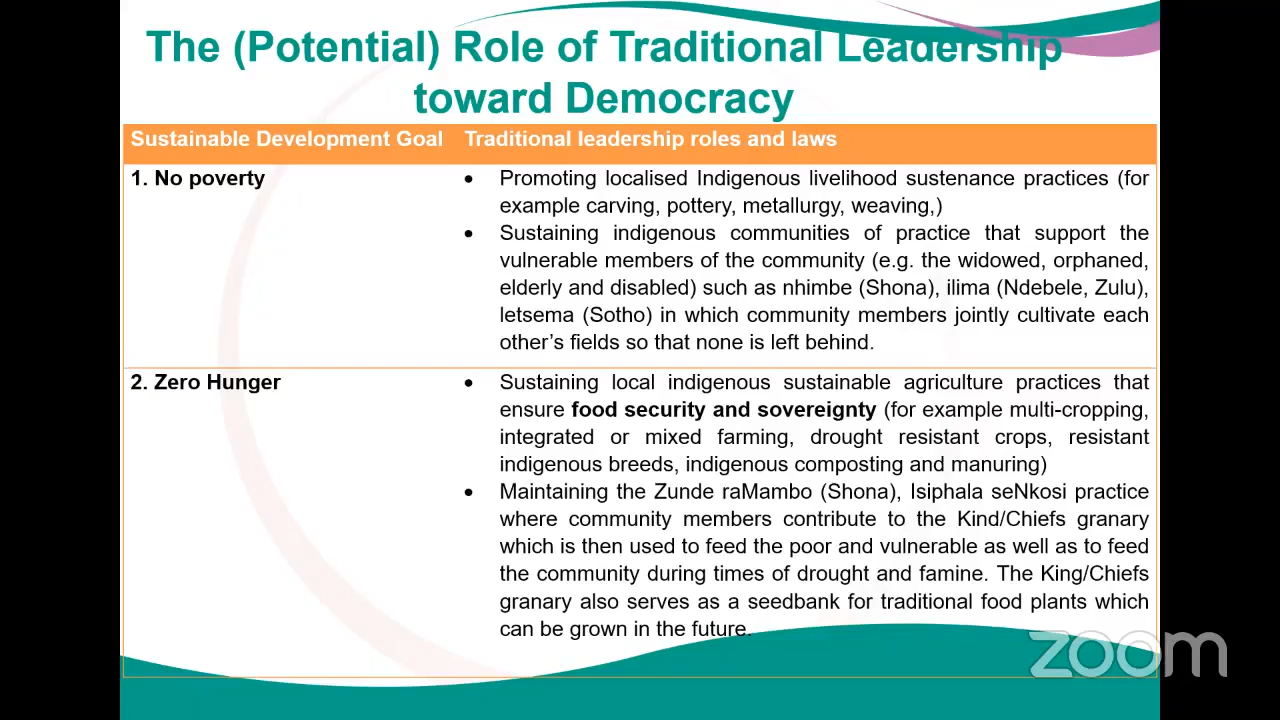 The (Potential) Role of Traditional Leadership
toward Democracy
Sustainable Development Goal Traditional leadership roles and laws
1. No poverty
• Promoting localised Indigenous livelihood sustenance practices (for
example carving, pottery, metallurgy, weaving,)
• Sustaining indigenous communities of practice that support the
vulnerable members of the community (e.g. the widowed, orphaned,
elderly and disabled) such as nhimbe (Shona), ilima (Ndebele, Zulu),
letsema (Sotho) in which community members jointly cultivate each
other's fields so that none is left behind.
2. Zero Hunger
• Sustaining local indigenous sustainable agriculture practices that
ensure food security and sovereignty (for example multi-cropping,
integrated or mixed farming, drought resistant crops, resistant
indigenous breeds, indigenous composting and manuring)
• Maintaining the Zunde raMambo (Shona), Isiphala seNkosi practice
where community members contribute to the Kind/Chiefs granary
which is then used to feed the poor and vulnerable as well as to feed
the community during times of drought and famine. The King/Chiefs
granary also serves as a seedbank for traditional food plants which
can be grown in the future.
zoom